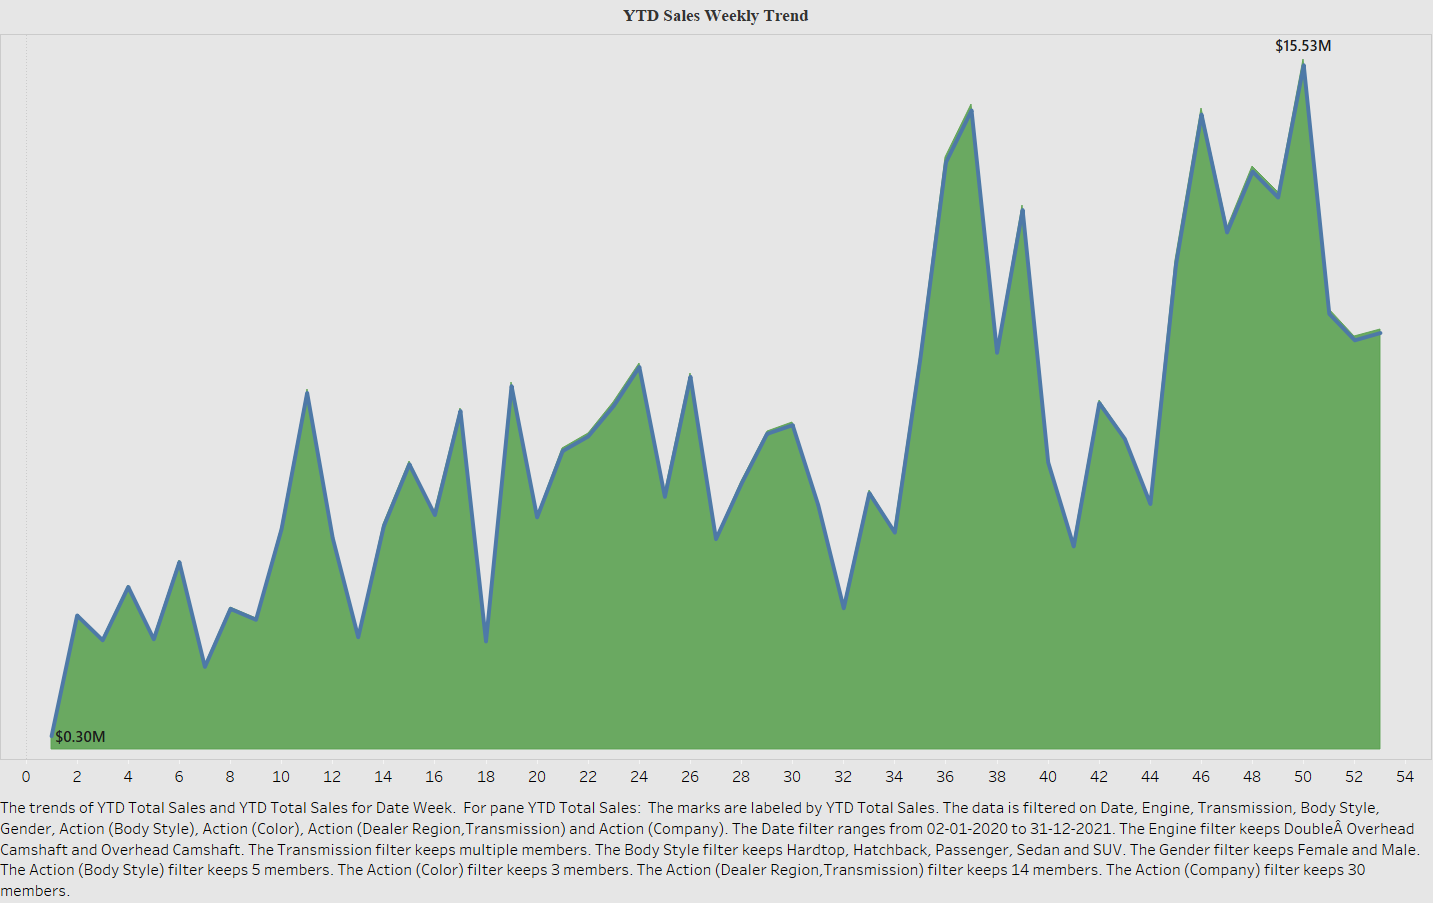 YTD Sales Weekly Trend
$15.53M
$0.30M
0 2 4 6 8 10 12 14 16 18 20 22 24 26 28 30 32 34 36 38 40 42 44 46 48 50 52 54
The trends of YTD Total Sales and YTD Total Sales for Date Week.  For pane YTD Total Sales:  The marks are labeled by YTD Total Sales. The data is filtered on Date, Engine, Transmission, Body Style,
Gender, Action (Body Style), Action (Color), Action (Dealer Region,Transmission) and Action (Company). The Date filter ranges from 02-01-2020 to 31-12-2021. The Engine filter keeps DoubleÂ Overhead
Camshaft and Overhead Camshaft. The Transmission filter keeps multiple members. The Body Style filter keeps Hardtop, Hatchback, Passenger, Sedan and SUV. The Gender filter keeps Female and Male.
The Action (Body Style) filter keeps 5 members. The Action (Color) filter keeps 3 members. The Action (Dealer Region,Transmission) filter keeps 14 members. The Action (Company) filter keeps 30
members.